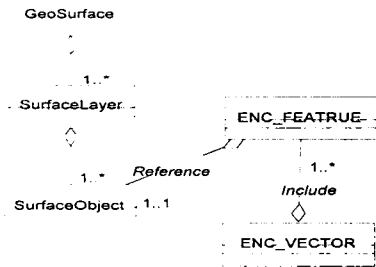 GeoSurface
1..*
SurfaceLayer
ENC_FEATRUE
1..*
Reference
1..*
Include
SurfaceObject
1..1
ENC_VECTOR